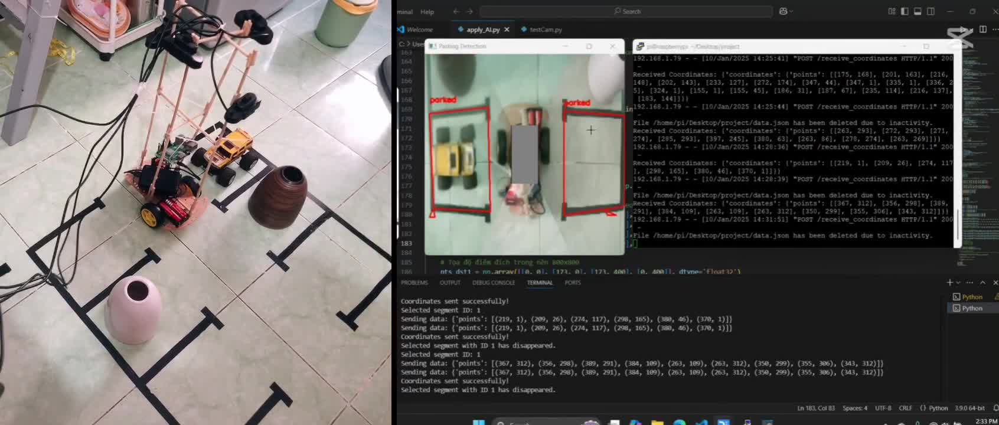 minal Help
Search
Welcome
apply_AI.py
testCam.py
C: > User
Parking Detection
pi@raspberrypi: ~/Desktop/project
163
164
165
166
167
168
169
170
171
172
173
174
175
176
177
178
179
180
181
182
183
184
185
186
parked
parked
192.168.1.79 - - [10/Jan/2025 14:25:41] "POST /receive_coordinates HTTP/1.1" 200
-
Received Coordinates: {'coordinates': {'points': [[175, 168], [201, 163], [216,
148], [202, 143], [233, 127], [272, 174], [347, 44], [347, 1], [335, 1], [336, 2
5], [324, 1], [155, 1], [155, 45], [186, 31], [187, 67], [235, 114], [216, 137],
[183, 144]]}}
192.168.1.79 - - [10/Jan/2025 14:25:44] "POST /receive_coordinates HTTP/1.1" 200
-
File /home/pi/Desktop/project/data.json has been deleted due to inactivity.
Received Coordinates: {'coordinates': {'points': [[263, 293], [272, 293], [271,
274], [285, 293], [397, 245], [380, 63], [263, 86], [278, 274], [263, 269]]}}
192.168.1.79 - - [10/Jan/2025 14:28:36] "POST /receive_coordinates HTTP/1.1" 200
-
Received Coordinates: {'coordinates': {'points': [[219, 1], [209, 26], [274, 117
], [298, 165], [380, 46], [370, 1]]}}
192.168.1.79 - - [10/Jan/2025 14:28:39] "POST /receive_coordinates HTTP/1.1" 200
-
File /home/pi/Desktop/project/data.json has been deleted due to inactivity.
Received Coordinates: {'coordinates': {'points': [[367, 312], [356, 298], [389,
291], [384, 109], [263, 109], [263, 312], [350, 299], [355, 306], [343, 312]]}}
192.168.1.79 - - [10/Jan/2025 14:31:51] "POST /receive_coordinates HTTP/1.1" 200
-
File /home/pi/Desktop/project/data.json has been deleted due to inactivity.
# Tọa độ điểm đích trong nền 800x800
pts_dst1 = np.array([[0, 0], [173, 0], [173, 400], [0, 400]], dtype='float32')
PROBLEMS OUTPUT DEBUG CONSOLE TERMINAL PORTS
Python
Python
Coordinates sent successfully!
Selected segment ID: 1
Sending data: {'points': [(219, 1), (209, 26), (274, 117), (298, 165), (380, 46), (370, 1)]}
Sending data: {'points': [(219, 1), (209, 26), (274, 117), (298, 165), (380, 46), (370, 1)]}
Coordinates sent successfully!
Selected segment with ID 1 has disappeared.
Selected segment ID: 1
Sending data: {'points': [(367, 312), (356, 298), (389, 291), (384, 109), (263, 109), (263, 312), (350, 299), (355, 306), (343, 312)]}
Sending data: {'points': [(367, 312), (356, 298), (389, 291), (384, 109), (263, 109), (263, 312), (350, 299), (355, 306), (343, 312)]}
Coordinates sent successfully!
Selected segment with ID 1 has disappeared.
Ln 183, Col 83 Spaces: 4 UTF-8 CRLF {} Python 3.9.0 64-bit
2:33 PM